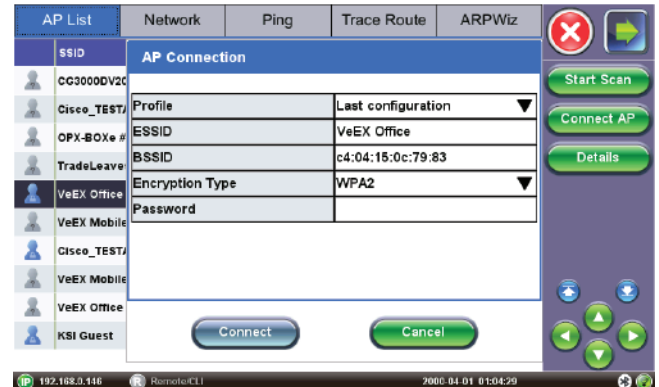 AP List Network Ping Trace Route ARPWiz
SSID
AP Connection
CG3000DV20
Cisco_TEST
Profile Last configuration
OPX-BOXe #
ESSID VeEX Office
TradeLeave
BSSID c4:04:15:0c:79:83
VeEX Office
Encryption Type WPA2
VeEX Mobile
Password
Cisco_TEST
VeEX Mobile
VeEX Office
KSI Guest
Connect Cancel
Start Scan
Connect AP
Details
IP 192.168.0.146 R Remote/CLI 2000-04-01 01:04:29